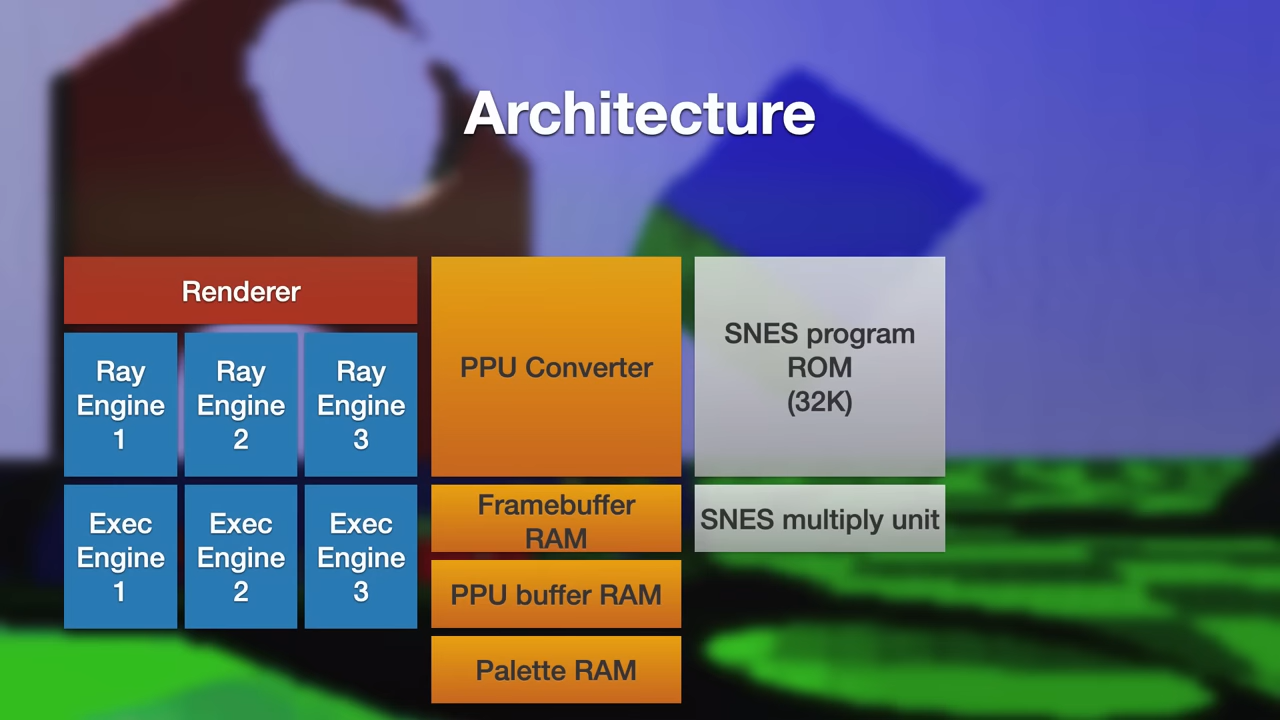 Architecture
Renderer
Ray
Engine
1
Ray
Engine
2
Ray
Engine
3
Exec
Engine
1
Exec
Engine
2
Exec
Engine
3
PPU Converter
Framebuffer
RAM
PPU buffer RAM
Palette RAM
SNES program
ROM
(32K)
SNES multiply unit